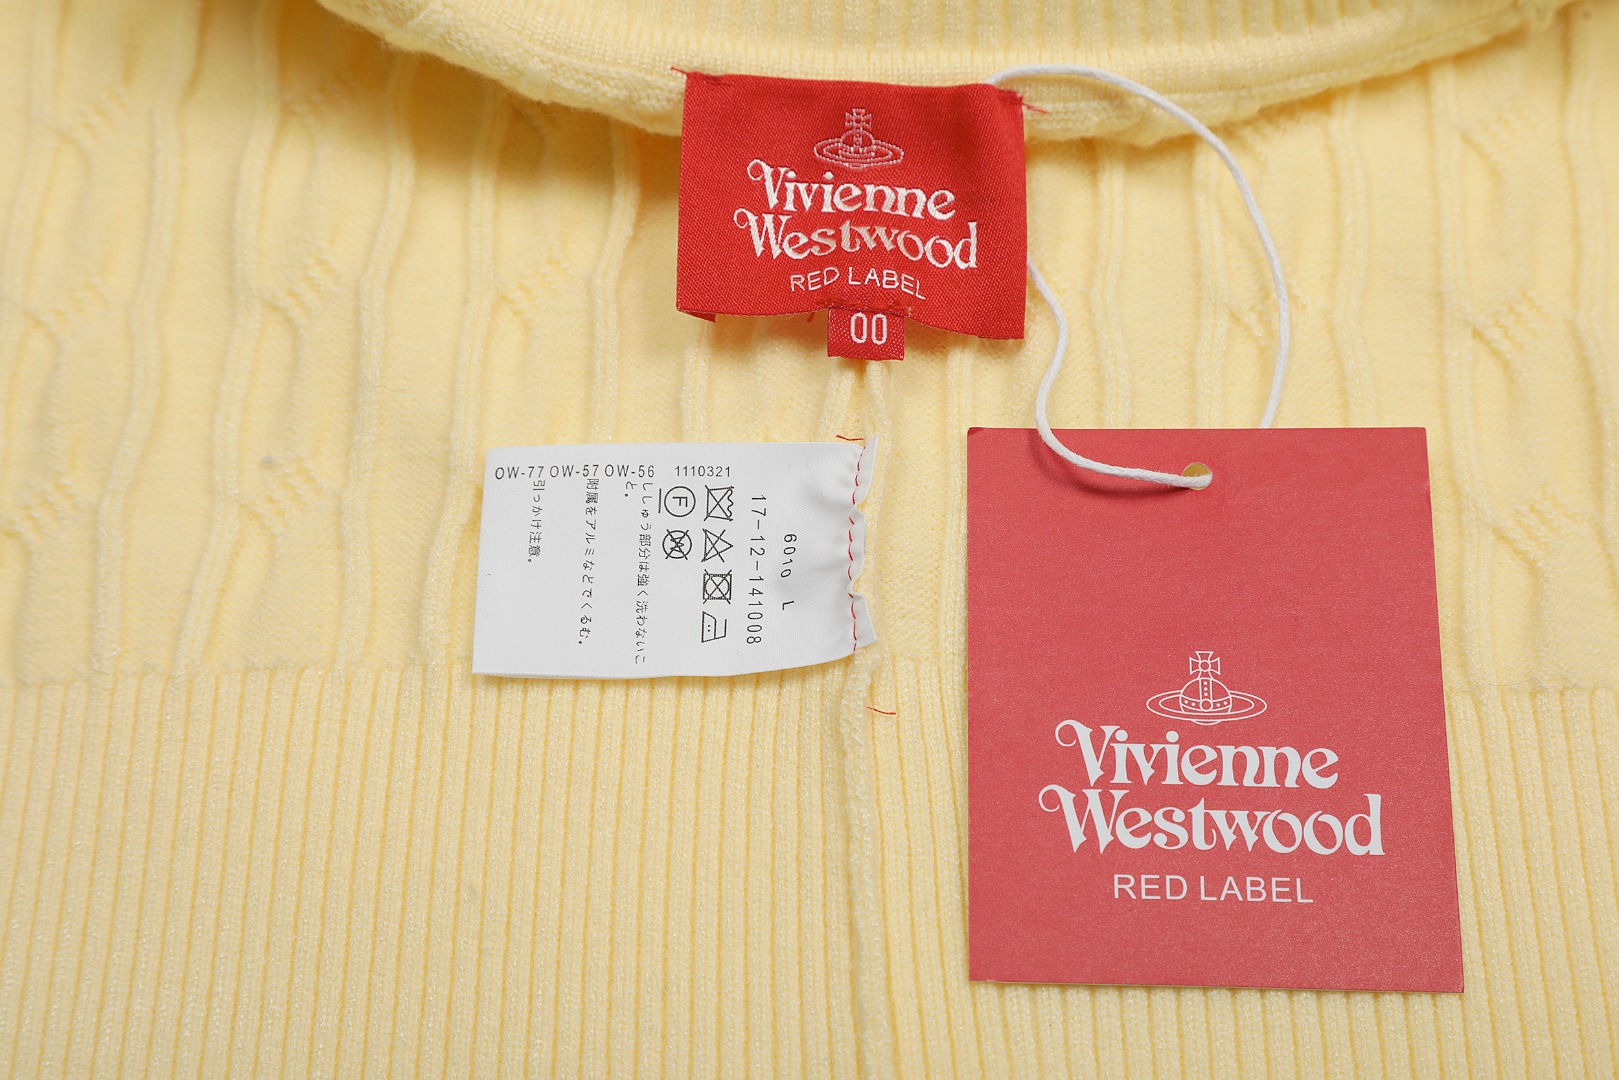 Vivienne
Westwood
RED LABEL
00
OW-77 OW-57 OW-56 1110321
6010 L
17-12-141008
F
W
ししゅう部分は強く洗わないこ
と。
附属をアルミなどでくるむ。
引っかけ注意。
Vivienne
Westwood
RED LABEL